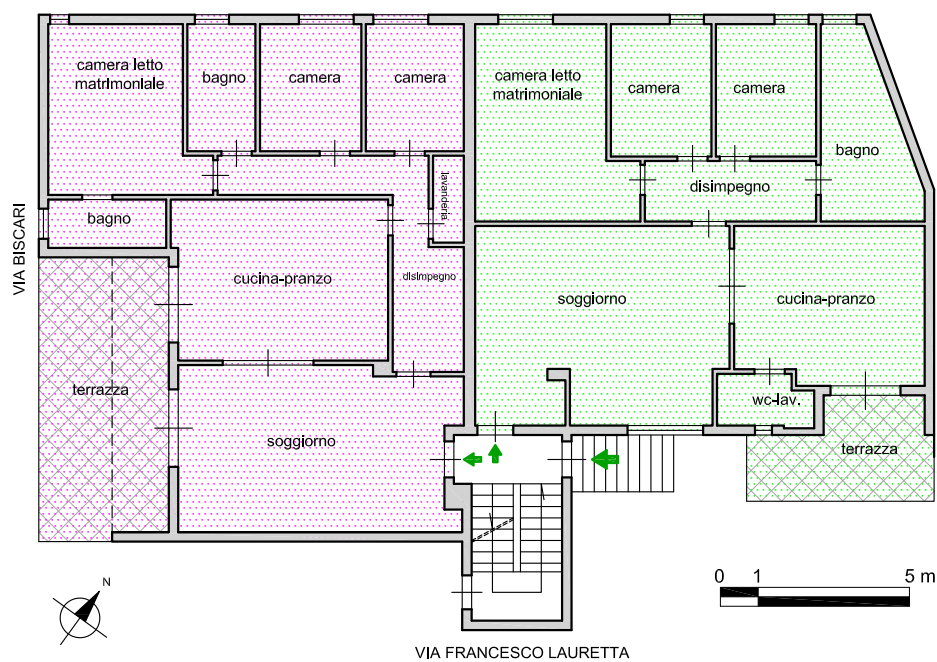 camera letto
matrimoniale
bagno
camera
camera
camera letto
matrimoniale
camera
camera
bagno
lavanderia
disimpegno
bagno
VIA BISCARI
cucina-pranzo
disimpegno
soggiorno
cucina-pranzo
terrazza
wc-lav.
soggiorno
terrazza
N
0 1 5 m
VIA FRANCESCO LAURETTA